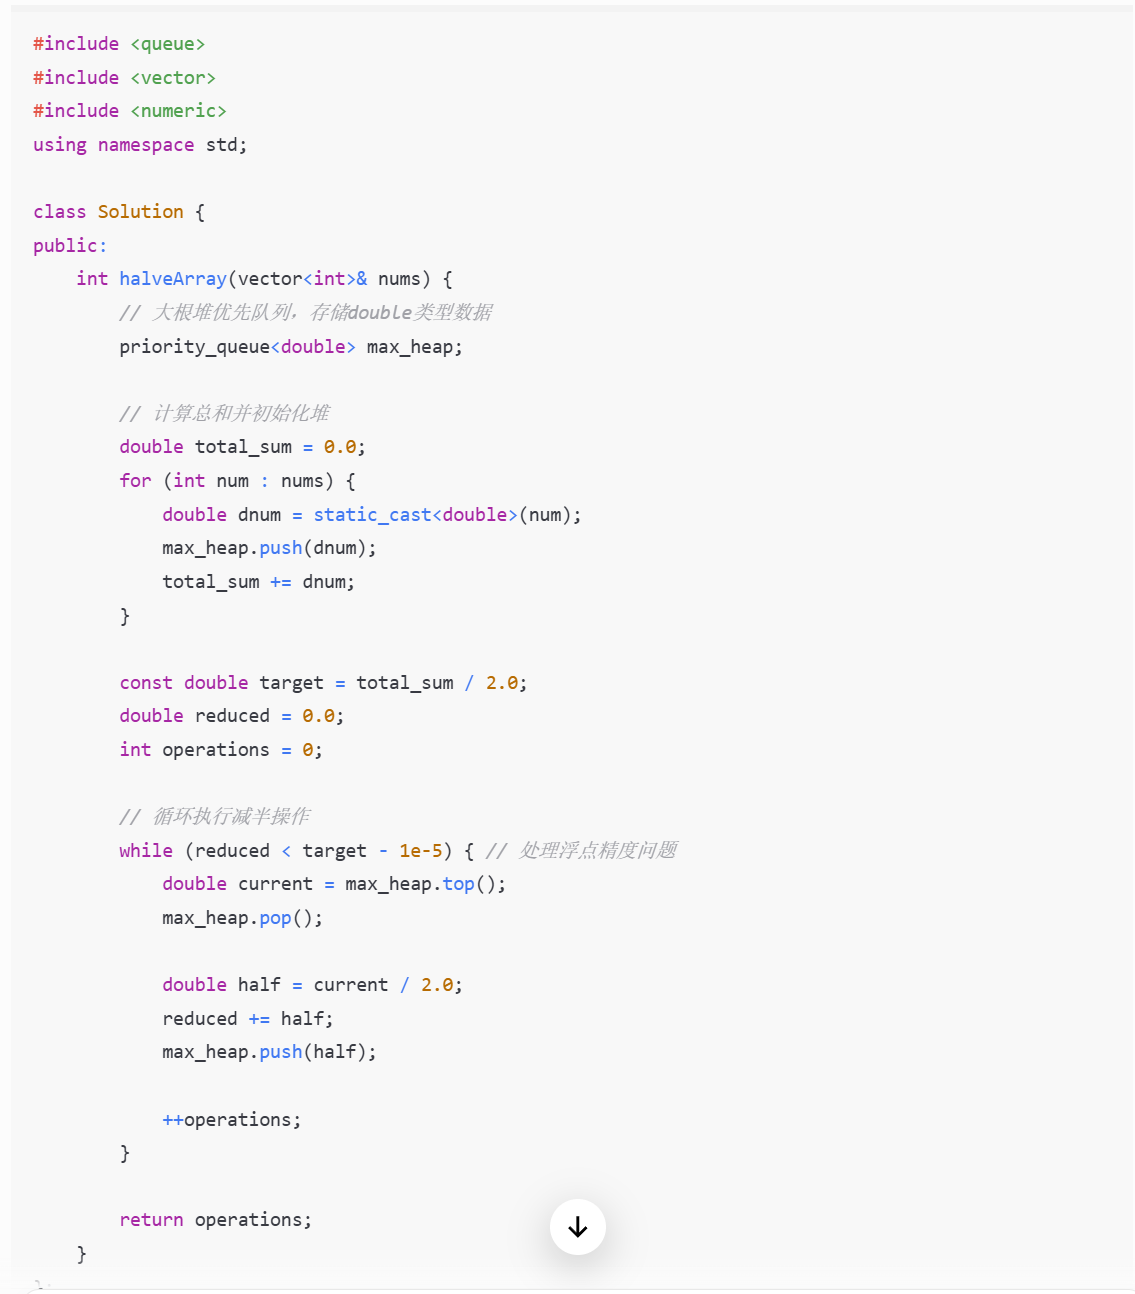 #include <queue>
#include <vector>
#include <numeric>
using namespace std;
class Solution {
public:
    int halveArray(vector<int>& nums) {
        // 大根堆优先队列，存储double类型数据
        priority_queue<double> max_heap;
        // 计算总和并初始化堆
        double total_sum = 0.0;
        for (int num : nums) {
            double dnum = static_cast<double>(num);
            max_heap.push(dnum);
            total_sum += dnum;
        }
        const double target = total_sum / 2.0;
        double reduced = 0.0;
        int operations = 0;
        // 循环执行减半操作
        while (reduced < target - 1e-5) { // 处理浮点精度问题
            double current = max_heap.top();
            max_heap.pop();
            double half = current / 2.0;
            reduced += half;
            max_heap.push(half);
            ++operations;
        }
        return operations;
    }